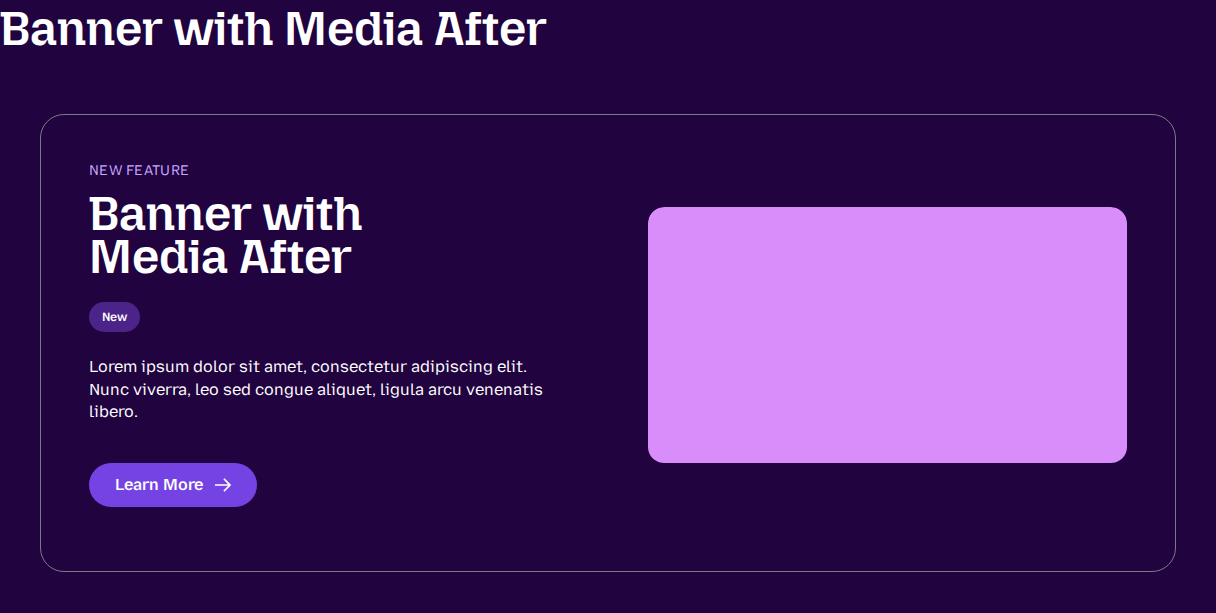 Banner with Media After
NEW FEATURE
Banner with
Media After
New
Lorem ipsum dolor sit amet, consectetur adipiscing elit.
Nunc viverra, leo sed congue aliquet, ligula arcu venenatis
libero.
Learn More